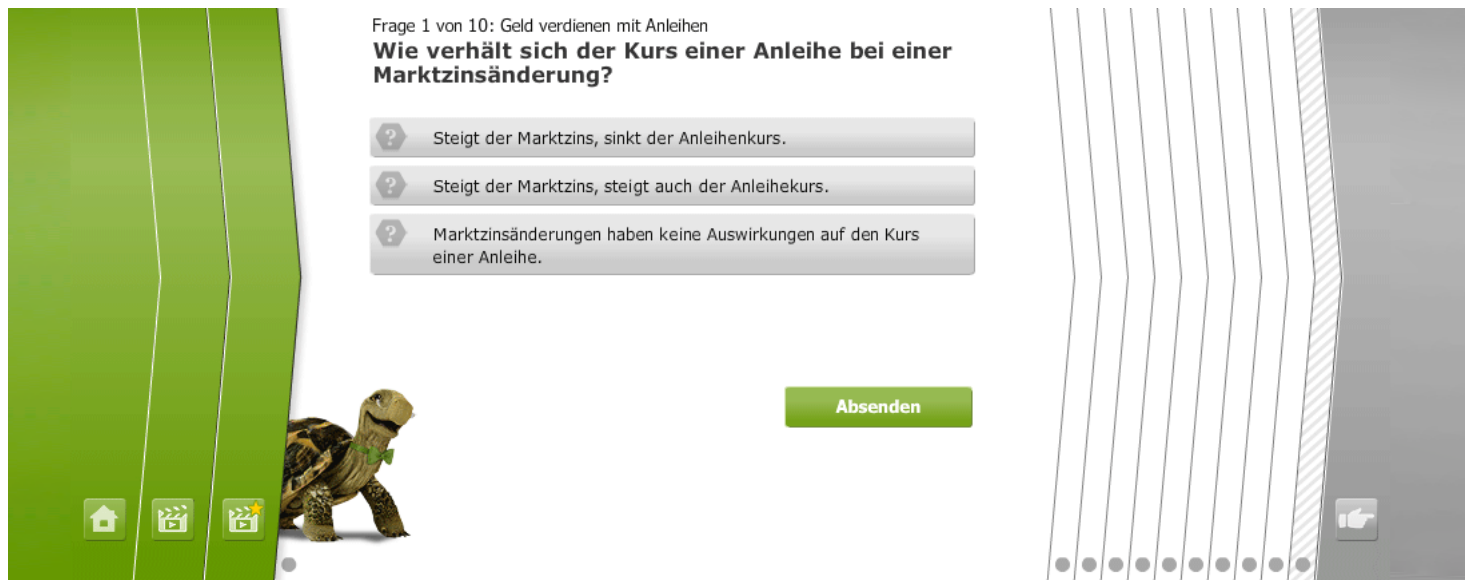 Frage 1 von 10: Geld verdienen mit Anleihen
Wie verhält sich der Kurs einer Anleihe bei einer
Marktzinsänderung?
? Steigt der Marktzins, sinkt der Anleihenkurs.
? Steigt der Marktzins, steigt auch der Anleihekurs.
? Marktzinsänderungen haben keine Auswirkungen auf den Kurs
einer Anleihe.
Absenden